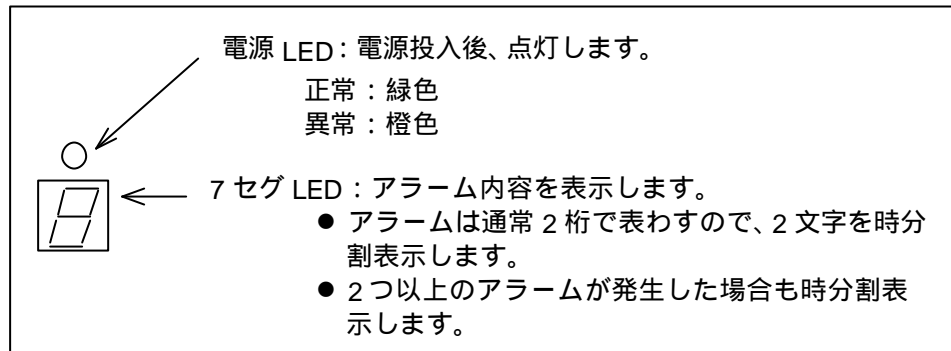 電源 LED：電源投入後、点灯します。
正常：緑色
異常：橙色
7 セグ LED：アラーム内容を表示します。
● アラームは通常 2 桁で表わすので、2 文字を時分
割表示します。
● 2 つ以上のアラームが発生した場合も時分割表
示します。